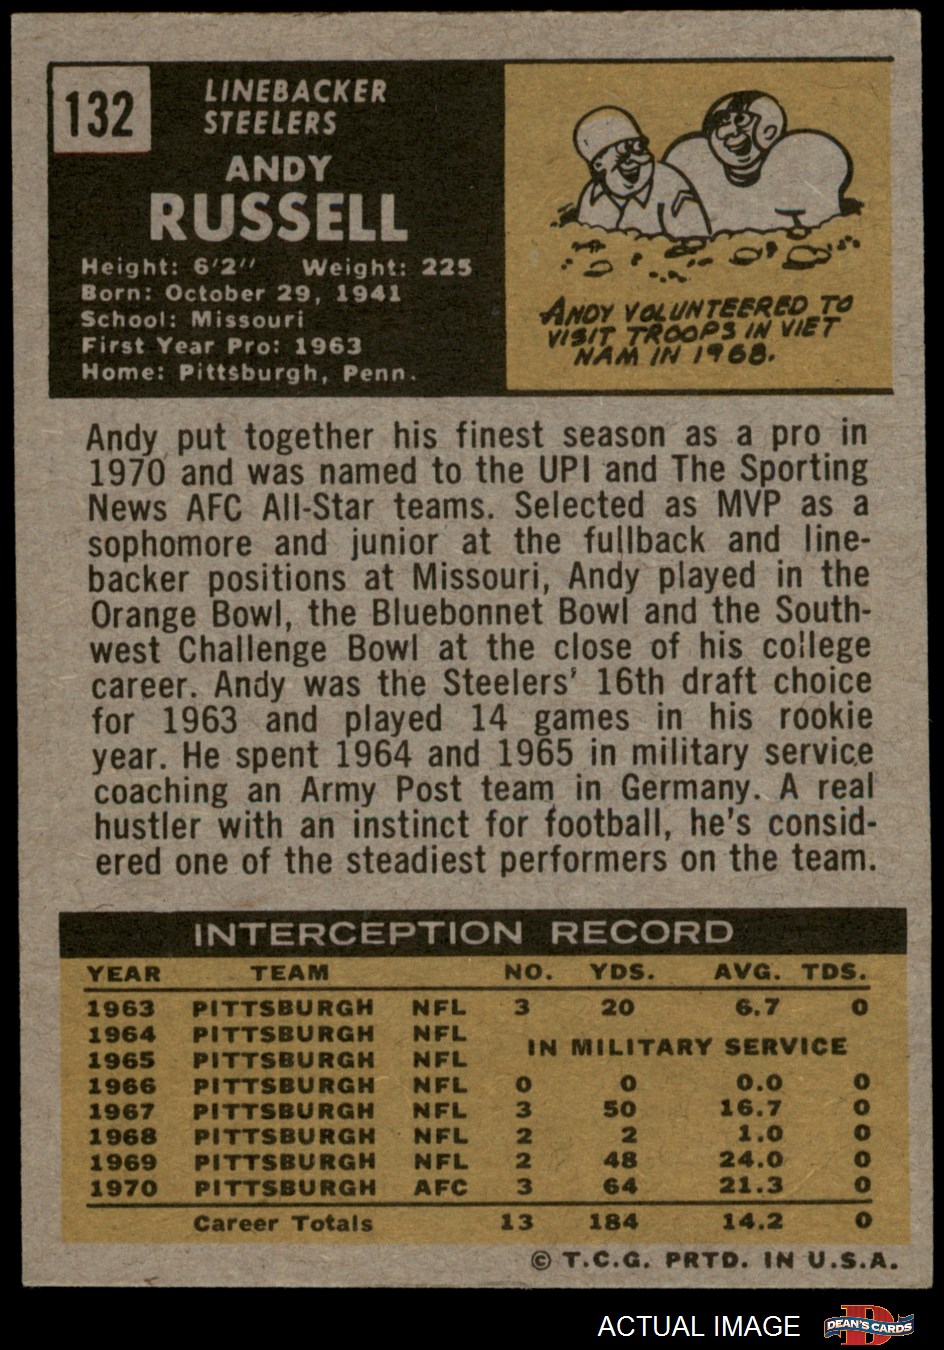 132
LINEBACKER
STEELERS
ANDY
RUSSELL
Height: 6'2" Weight: 225
Born: October 29, 1941
School: Missouri
First Year Pro: 1963
Home: Pittsburgh, Penn.
ANDY VOLUNTEERED TO
VISIT TROOPS IN VIET
NAM IN 1968.
Andy put together his finest season as a pro in
1970 and was named to the UPI and The Sporting
News AFC All-Star teams. Selected as MVP as a
sophomore and junior at the fullback and line-
backer positions at Missouri, Andy played in the
Orange Bowl, the Bluebonnet Bowl and the South-
west Challenge Bowl at the close of his college
career. Andy was the Steelers' 16th draft choice
for 1963 and played 14 games in his rookie
year. He spent 1964 and 1965 in military service
coaching an Army Post team in Germany. A real
hustler with an instinct for football, he's consid-
ered one of the steadiest performers on the team.
INTERCEPTION RECORD
YEAR TEAM NO. YDS. AVG. TDS.
1963 PITTSBURGH NFL 3 20 6.7 0
1964 PITTSBURGH NFL
IN MILITARY SERVICE
1965 PITTSBURGH NFL
1966 PITTSBURGH NFL 0 0 0.0 0
1967 PITTSBURGH NFL 3 50 16.7 0
1968 PITTSBURGH NFL 2 2 1.0 0
1969 PITTSBURGH NFL 2 48 24.0 0
1970 PITTSBURGH AFC 3 64 21.3 0
Career Totals 13 184 14.2 0
© T.C.G. PRTD. IN U.S.A.
ACTUAL IMAGE
D
DEAN'S CARDS